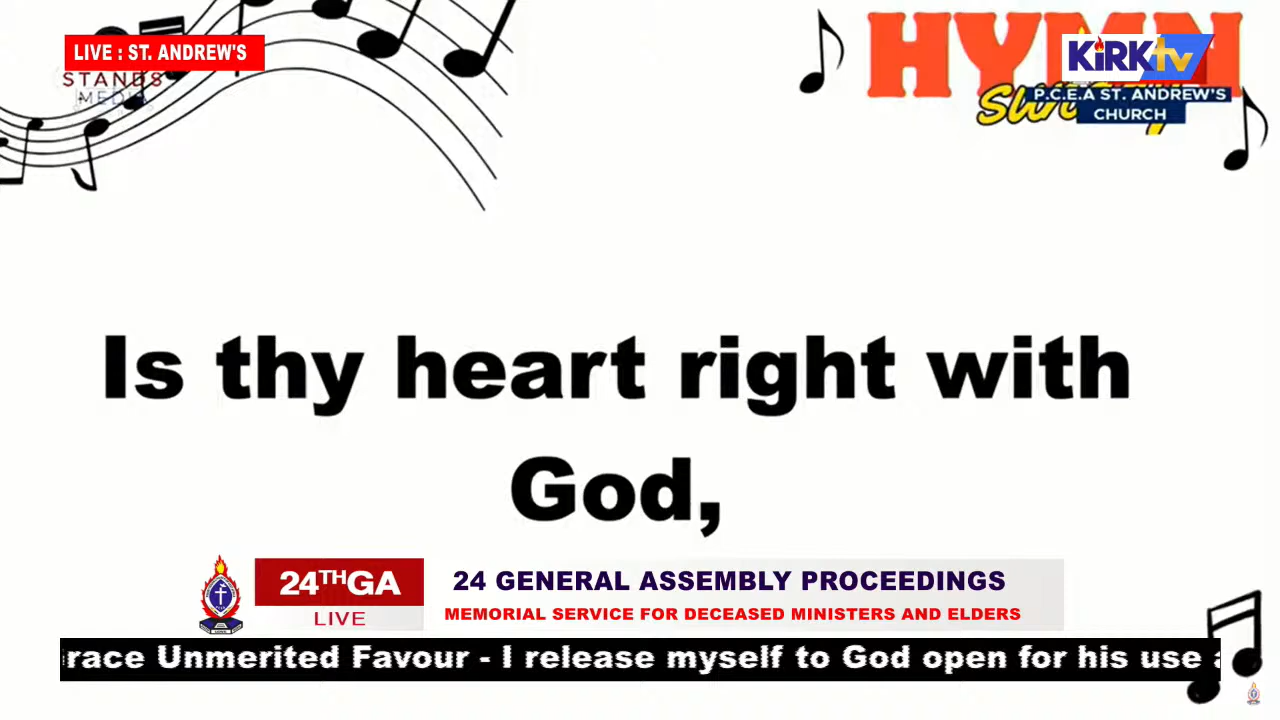 LIVE : ST. ANDREW'S
STANDS
MEDIA
HYMN
KiRKtv
P.C.E.A ST. ANDREW'S
CHURCH
Is thy heart right with
God,
24THGA
LIVE
24 GENERAL ASSEMBLY PROCEEDINGS
MEMORIAL SERVICE FOR DECEASED MINISTERS AND ELDERS
race Unmerited Favour - I release myself to God open for his use